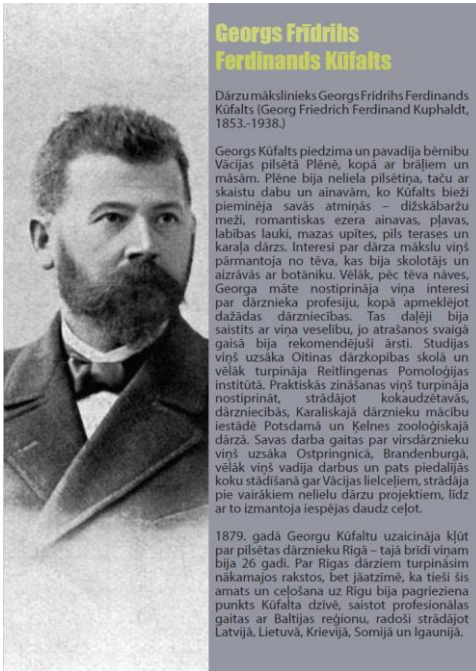 Georgs Frīdrihs
Ferdinands Kūfalts
Dārzu mākslinieks Georgs Frīdrihs Ferdinands
Kūfalts (Georg Friedrich Ferdinand Kuphaldt,
1853.-1938.)
Georgs Kūfalts piedzima un pavadīja bērnību
Vācijas pilsētā Plēnē, kopā ar brāļiem un
māsām. Plēne bija neliela pilsētiņa, taču ar
skaistu dabu un ainavām, ko Kūfalts bieži
pieminēja savās atmiņās – dižskābaržu
meži, romantiskas ezera ainavas, pļavas,
labības lauki, mazas upītes, pils terases un
karaļa dārzs. Interesi par dārza mākslu viņš
pārmantoja no tēva, kas bija skolotājs un
aizrāvās ar botāniku. Vēlāk, pēc tēva nāves,
Georga māte nostiprināja viņa interesi
par dārznieka profesiju, kopā apmeklējot
dažādas dārzniecības. Tas daļēji bija
saistīts ar viņa veselību, jo atrašanos svaigā
gaisā bija rekomendējuši ārsti. Studijas
viņš uzsāka Oitinas dārzkopības skolā un
vēlāk turpināja Reitlingenas Pomoloģijas
institūtā. Praktiskās zināšanas viņš turpināja
nostiprināt, strādājot kokaudzētavās,
dārzniecībās, Karaliskajā dārznieku mācību
iestādē Potsdamā un Ķelnes zooloģiskajā
dārzā. Savas darba gaitas par virsdārznieku
viņš uzsāka Ostpringnicā, Brandenburgā,
vēlāk viņš vadīja darbus un pats piedalījās
koku stādīšanā gar Vācijas lielceļiem, strādāja
pie vairākiem nelielu dārzu projektiem, līdz
ar to izmantoja iespējas daudz ceļot.
1879. gadā Georgu Kūfaltu uzaicināja kļūt
par pilsētas dārznieku Rīgā – tajā brīdī viņam
bija 26 gadi. Par Rīgas dārziem turpināsim
nākamajos rakstos, bet jāatzīmē, ka tieši šis
amats un ceļošana uz Rīgu bija pagrieziena
punkts Kūfalta dzīvē, saistot profesionālas
gaitas ar Baltijas reģionu, radoši strādājot
Latvijā, Lietuvā, Krievijā, Somijā un Igaunijā.